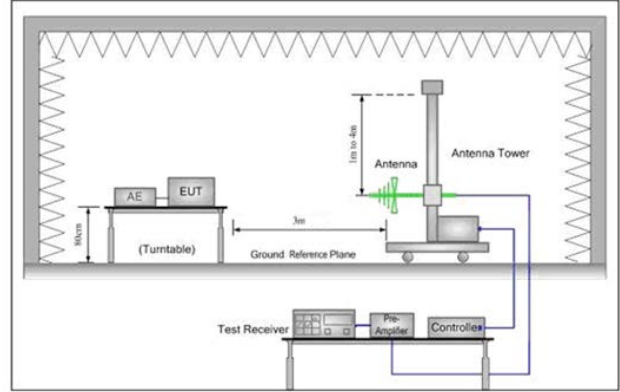 1m to 4m
Antenna
Antenna Tower
AE
EUT
80cm
(Turntable)
3m
Ground Reference Plane
Test Receiver
Pre-
Amplifier
Controller